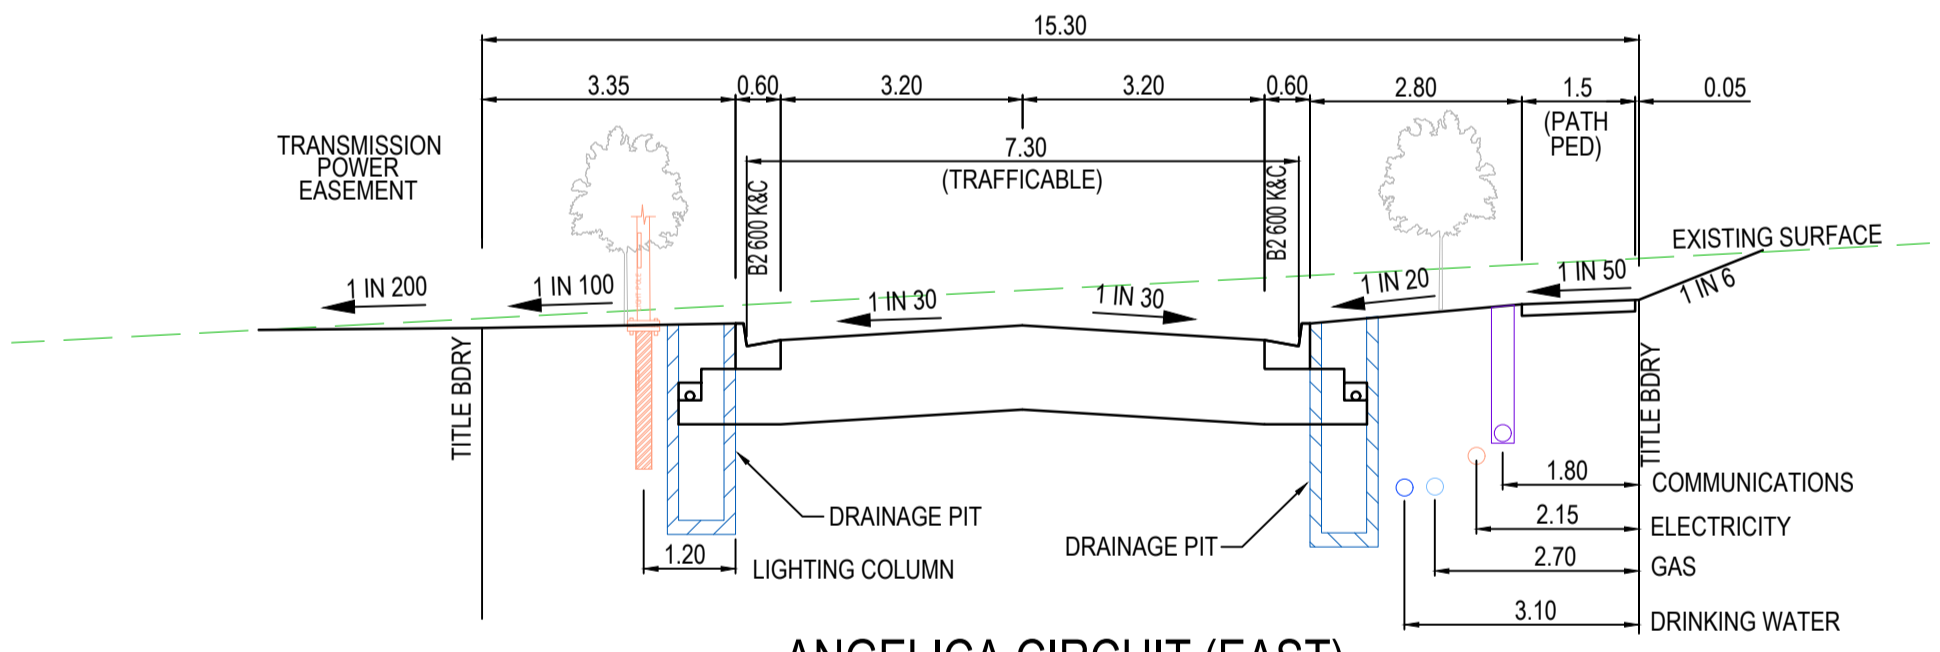 15.30
3.35
0.60
3.20
3.20
0.60
2.80
1.5
0.05
(PATH
PED)
TRANSMISSION
POWER
EASEMENT
7.30
(TRAFFICABLE)
B2 600 K&C
B2 600 K&C
EXISTING SURFACE
1 IN 200
1 IN 100
1 IN 30
1 IN 30
1 IN 20
1 IN 50
1 IN 6
TITLE BDRY
TITLE BDRY
1.80
COMMUNICATIONS
DRAINAGE PIT
2.15
ELECTRICITY
DRAINAGE PIT
1.20
LIGHTING COLUMN
2.70
GAS
3.10
DRINKING WATER
ANGELICA CIRCUIT (EAST)